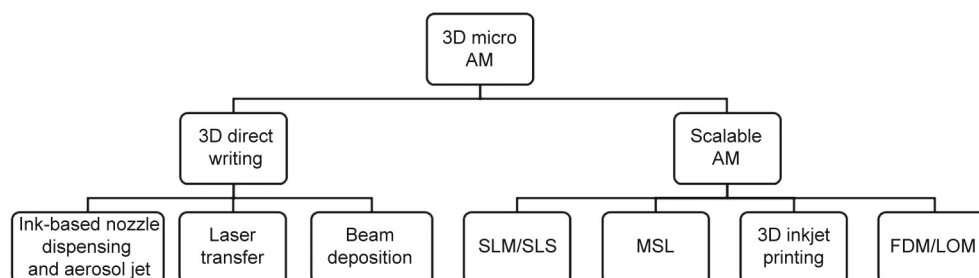 3D micro
AM
3D direct
writing
Scalable
AM
Ink-based nozzle
dispensing
and aerosol jet
Laser
transfer
Beam
deposition
SLM/SLS
MSL
3D inkjet
printing
FDM/LOM